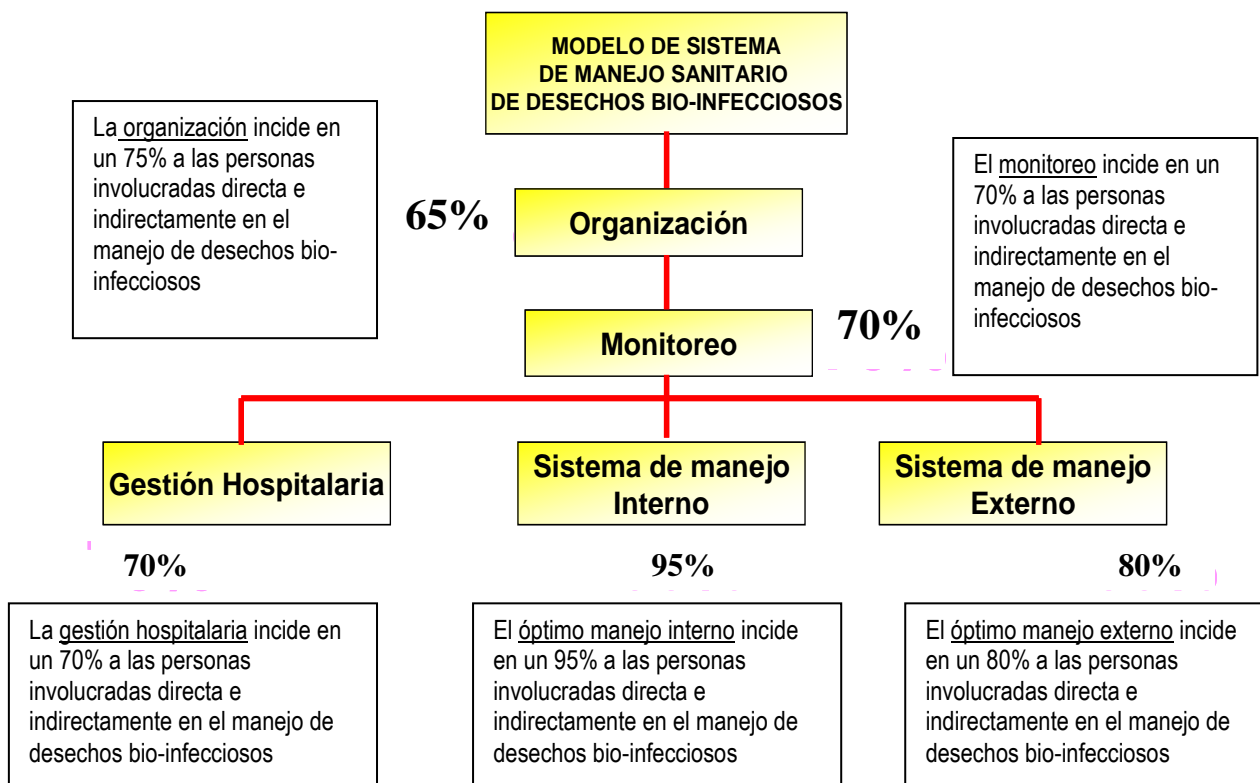 MODELO DE SISTEMA
DE MANEJO SANITARIO
DE DESECHOS BIO-INFECCIOSOS
La organización incide en
un 75% a las personas
involucradas directa e
indirectamente en el
manejo de desechos bio-
infecciosos
65%
Organización
El monitoreo incide en un
70% a las personas
involucradas directa e
indirectamente en el
manejo de desechos bio-
infecciosos
Monitoreo
70%
Gestión Hospitalaria
Sistema de manejo
Interno
Sistema de manejo
Externo
70%
95%
80%
La gestión hospitalaria incide en
un 70% a las personas
involucradas directa e
indirectamente en el manejo de
desechos bio-infecciosos
El óptimo manejo interno incide
en un 95% a las personas
involucradas directa e
indirectamente en el manejo de
desechos bio-infecciosos
El óptimo manejo externo incide
en un 80% a las personas
involucradas directa e
indirectamente en el manejo de
desechos bio-infecciosos